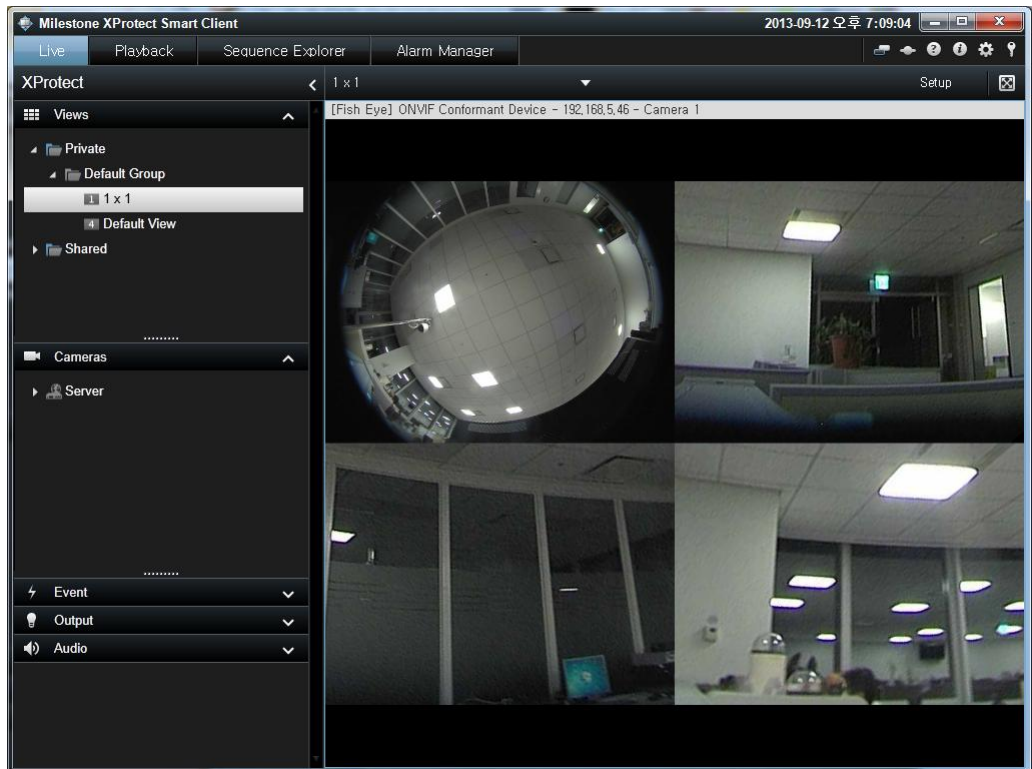 Milestone XProtect Smart Client
2013-09-12 오후 7:09:04
Live
Playback
Sequence Explorer
Alarm Manager
XProtect
1 x 1
Setup
Views
[Fish Eye] ONVIF Conformant Device - 192,168,5,46 - Camera 1
Private
Default Group
1 1 x 1
4 Default View
Shared
Cameras
Server
Event
Output
Audio